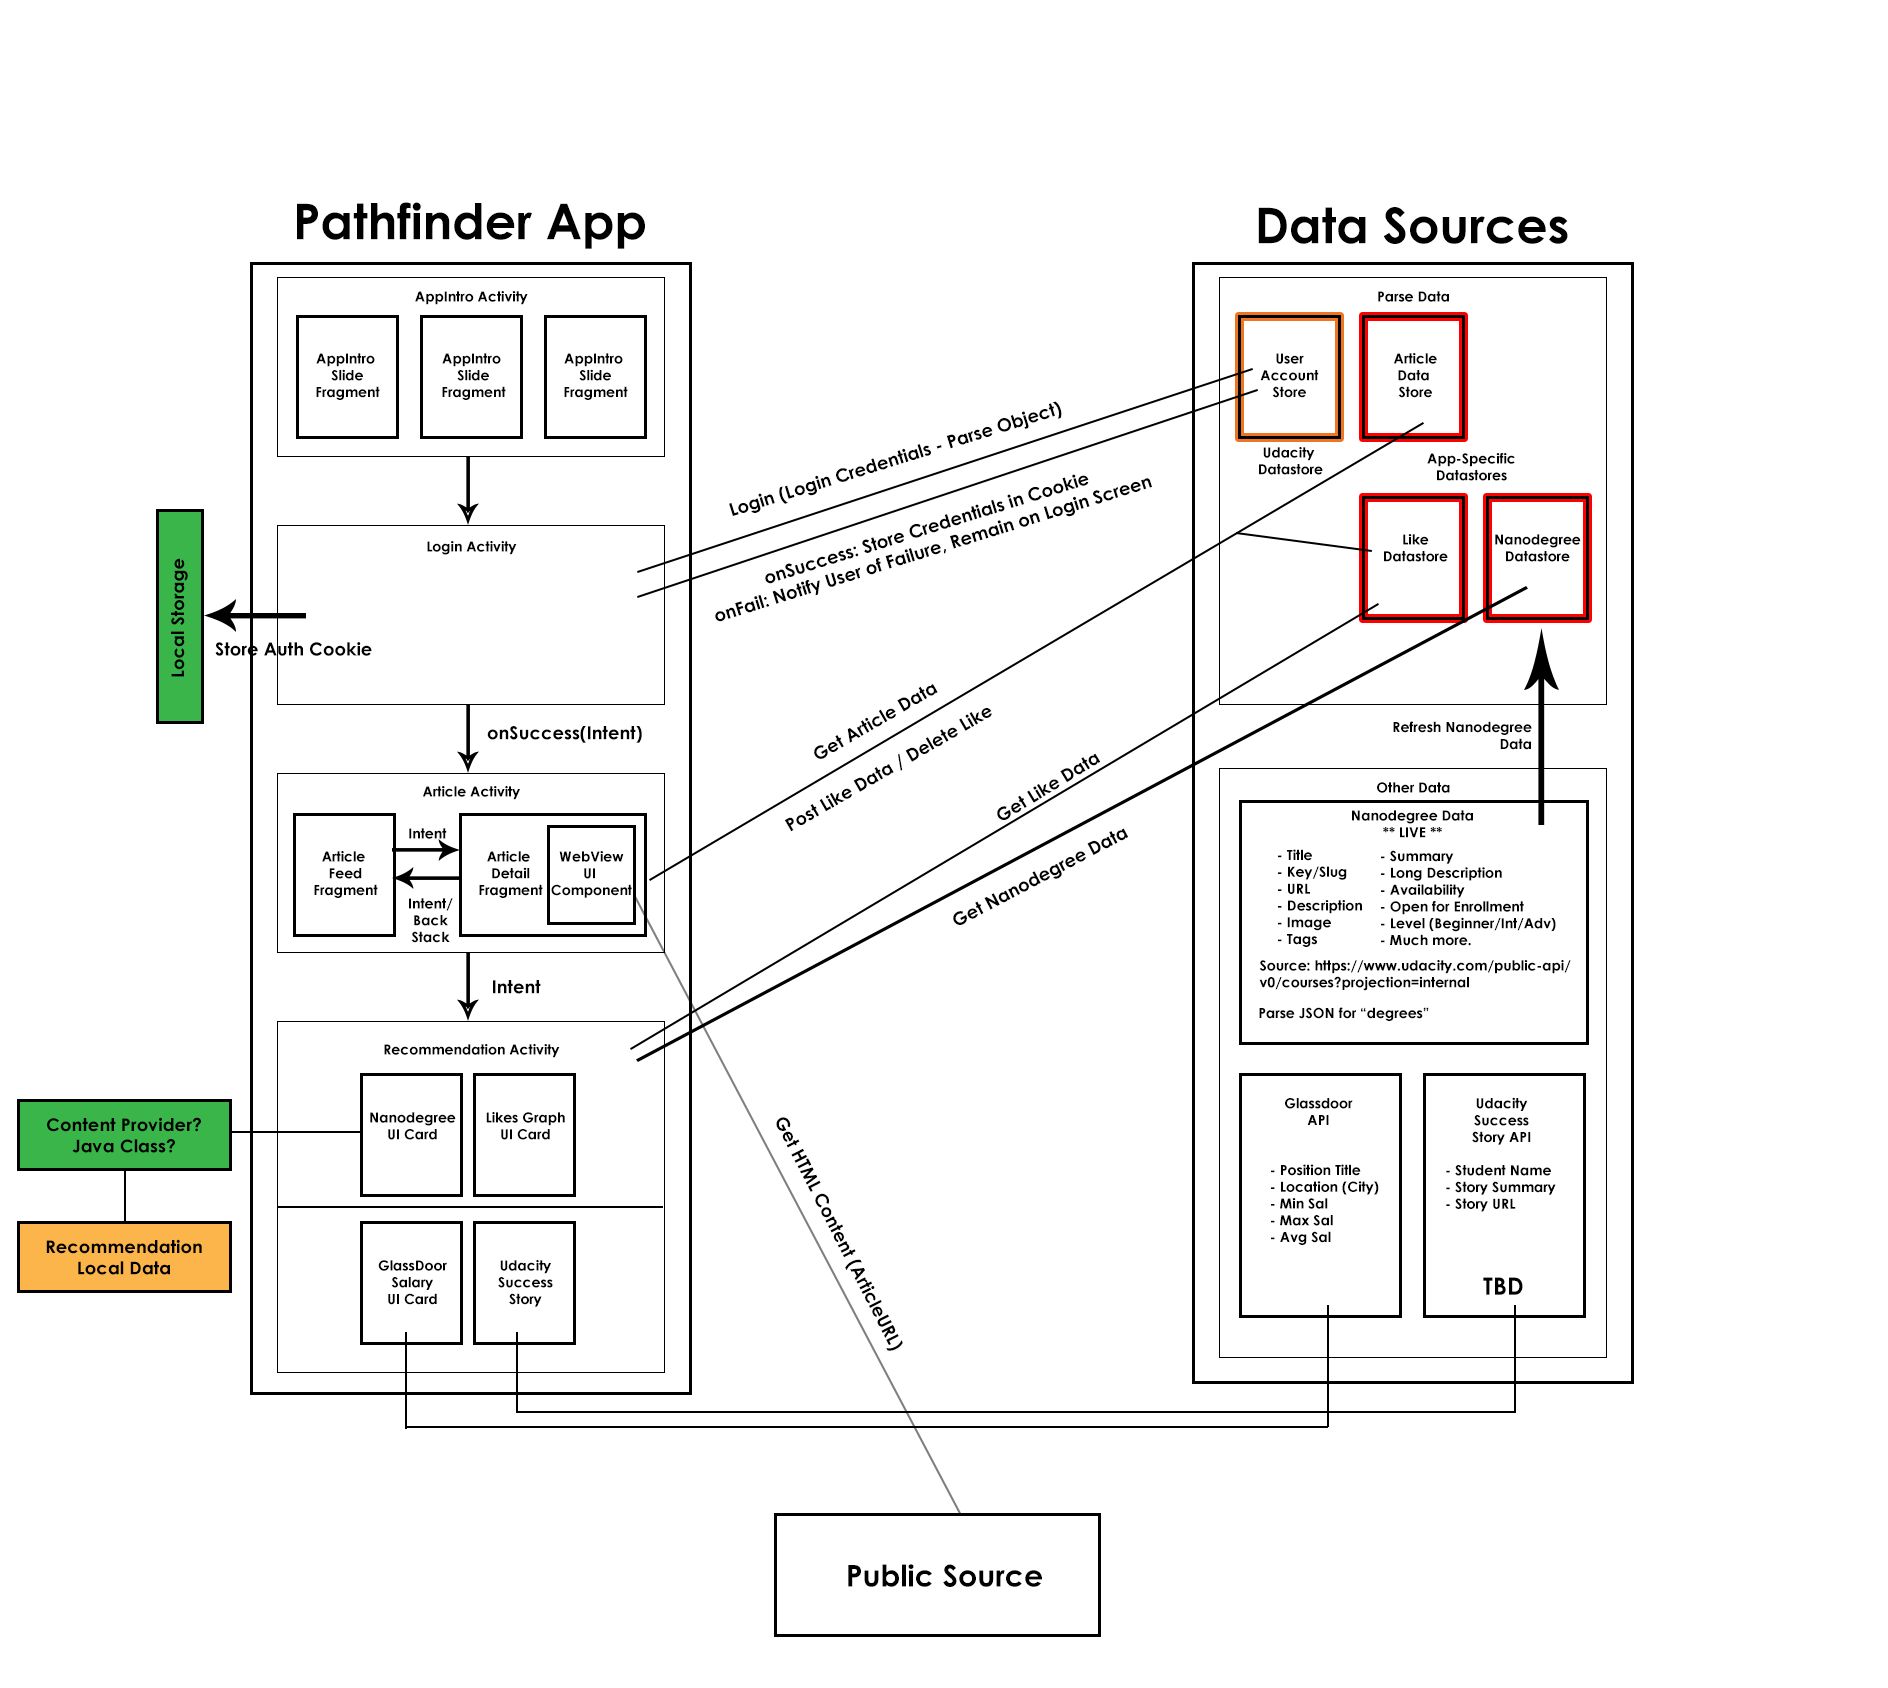 Pathfinder App
AppIntro Activity
AppIntro
Slide
Fragment
AppIntro
Slide
Fragment
AppIntro
Slide
Fragment
Login Activity
Local Storage
Store Auth Cookie
onSuccess(Intent)
Article Activity
Article
Feed
Fragment
Intent
Intent/
Back
Stack
Article
Detail
Fragment
WebView
UI
Component
Intent
Recommendation Activity
Nanodegree
UI Card
Likes Graph
UI Card
Content Provider?
Java Class?
Recommendation
Local Data
GlassDoor
Salary
UI Card
Udacity
Success
Story
Login (Login Credentials - Parse Object)
onSuccess: Store Credentials in Cookie
onFail: Notify User of Failure, Remain on Login Screen
Get Article Data
Post Like Data / Delete Like
Get Like Data
Get Nanodegree Data
Get HTML Content (ArticleURL)
Public Source
Data Sources
Parse Data
User
Account
Store
Article
Data
Store
Udacity
Datastore
App-Specific
Datastores
Like
Datastore
Nanodegree
Datastore
Refresh Nanodegree
Data
Other Data
Nanodegree Data
** LIVE **
- Title
- Key/Slug
- URL
- Description
- Image
- Tags
- Summary
- Long Description
- Availability
- Open for Enrollment
- Level (Beginner/Int/Adv)
- Much more.
Source: https://www.udacity.com/public-api/
v0/courses?projection=internal
Parse JSON for “degrees”
Glassdoor
API
- Position Title
- Location (City)
- Min Sal
- Max Sal
- Avg Sal
Udacity
Success
Story API
- Student Name
- Story Summary
- Story URL
TBD